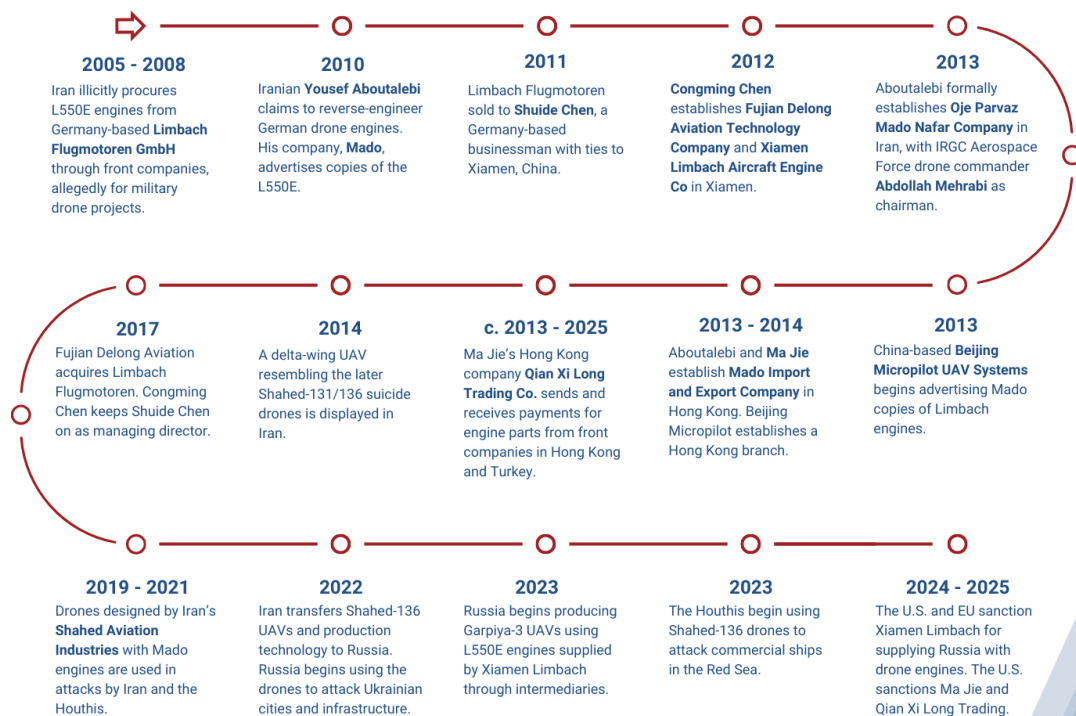 2005 - 2008
Iran illicitly procures
L550E engines from
Germany-based Limbach
Flugmotoren GmbH
through front companies,
allegedly for military
drone projects.
2010
Iranian Yousef Aboutalebi
claims to reverse-engineer
German drone engines.
His company, Mado,
advertises copies of the
L550E.
2011
Limbach Flugmotoren
sold to Shuide Chen, a
Germany-based
businessman with ties to
Xiamen, China.
2012
Congming Chen
establishes Fujian Delong
Aviation Technology
Company and Xiamen
Limbach Aircraft Engine
Co in Xiamen.
2013
Aboutalebi formally
establishes Oje Parvaz
Mado Nafar Company in
Iran, with IRGC Aerospace
Force drone commander
Abdollah Mehrabi as
chairman.
2013
China-based Beijing
Micropilot UAV Systems
begins advertising Mado
copies of Limbach
engines.
2013 - 2014
Aboutalebi and Ma Jie
establish Mado Import
and Export Company in
Hong Kong. Beijing
Micropilot establishes a
Hong Kong branch.
c. 2013 - 2025
Ma Jie's Hong Kong
company Qian Xi Long
Trading Co. sends and
receives payments for
engine parts from front
companies in Hong Kong
and Turkey.
2014
A delta-wing UAV
resembling the later
Shahed-131/136 suicide
drones is displayed in
Iran.
2017
Fujian Delong Aviation
acquires Limbach
Flugmotoren. Congming
Chen keeps Shuide Chen
on as managing director.
2019 - 2021
Drones designed by Iran's
Shahed Aviation
Industries with Mado
engines are used in
attacks by Iran and the
Houthis.
2022
Iran transfers Shahed-136
UAVs and production
technology to Russia.
Russia begins using the
drones to attack Ukrainian
cities and infrastructure.
2023
Russia begins producing
Garpiya-3 UAVs using
L550E engines supplied
by Xiamen Limbach
through intermediaries.
2023
The Houthis begin using
Shahed-136 drones to
attack commercial ships
in the Red Sea.
2024 - 2025
The U.S. and EU sanction
Xiamen Limbach for
supplying Russia with
drone engines. The U.S.
sanctions Ma Jie and
Qian Xi Long Trading.